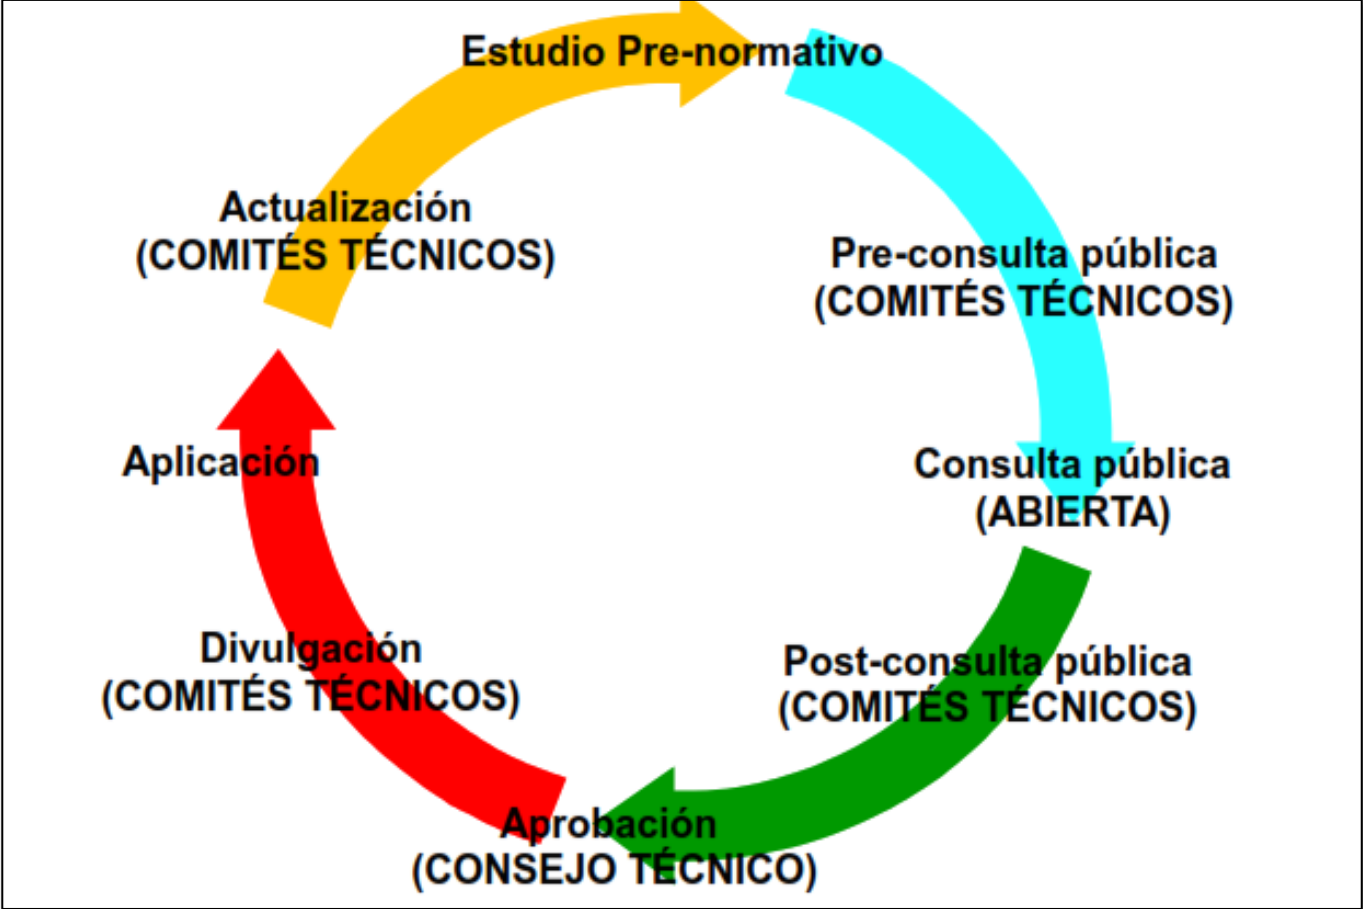 Estudio Pre-normativo
Actualización
(COMITÉS TÉCNICOS)
Pre-consulta pública
(COMITÉS TÉCNICOS)
Aplicación
Consulta pública
(ABIERTA)
Divulgación
(COMITÉS TÉCNICOS)
Post-consulta pública
(COMITÉS TÉCNICOS)
Aprobación
(CONSEJO TÉCNICO)